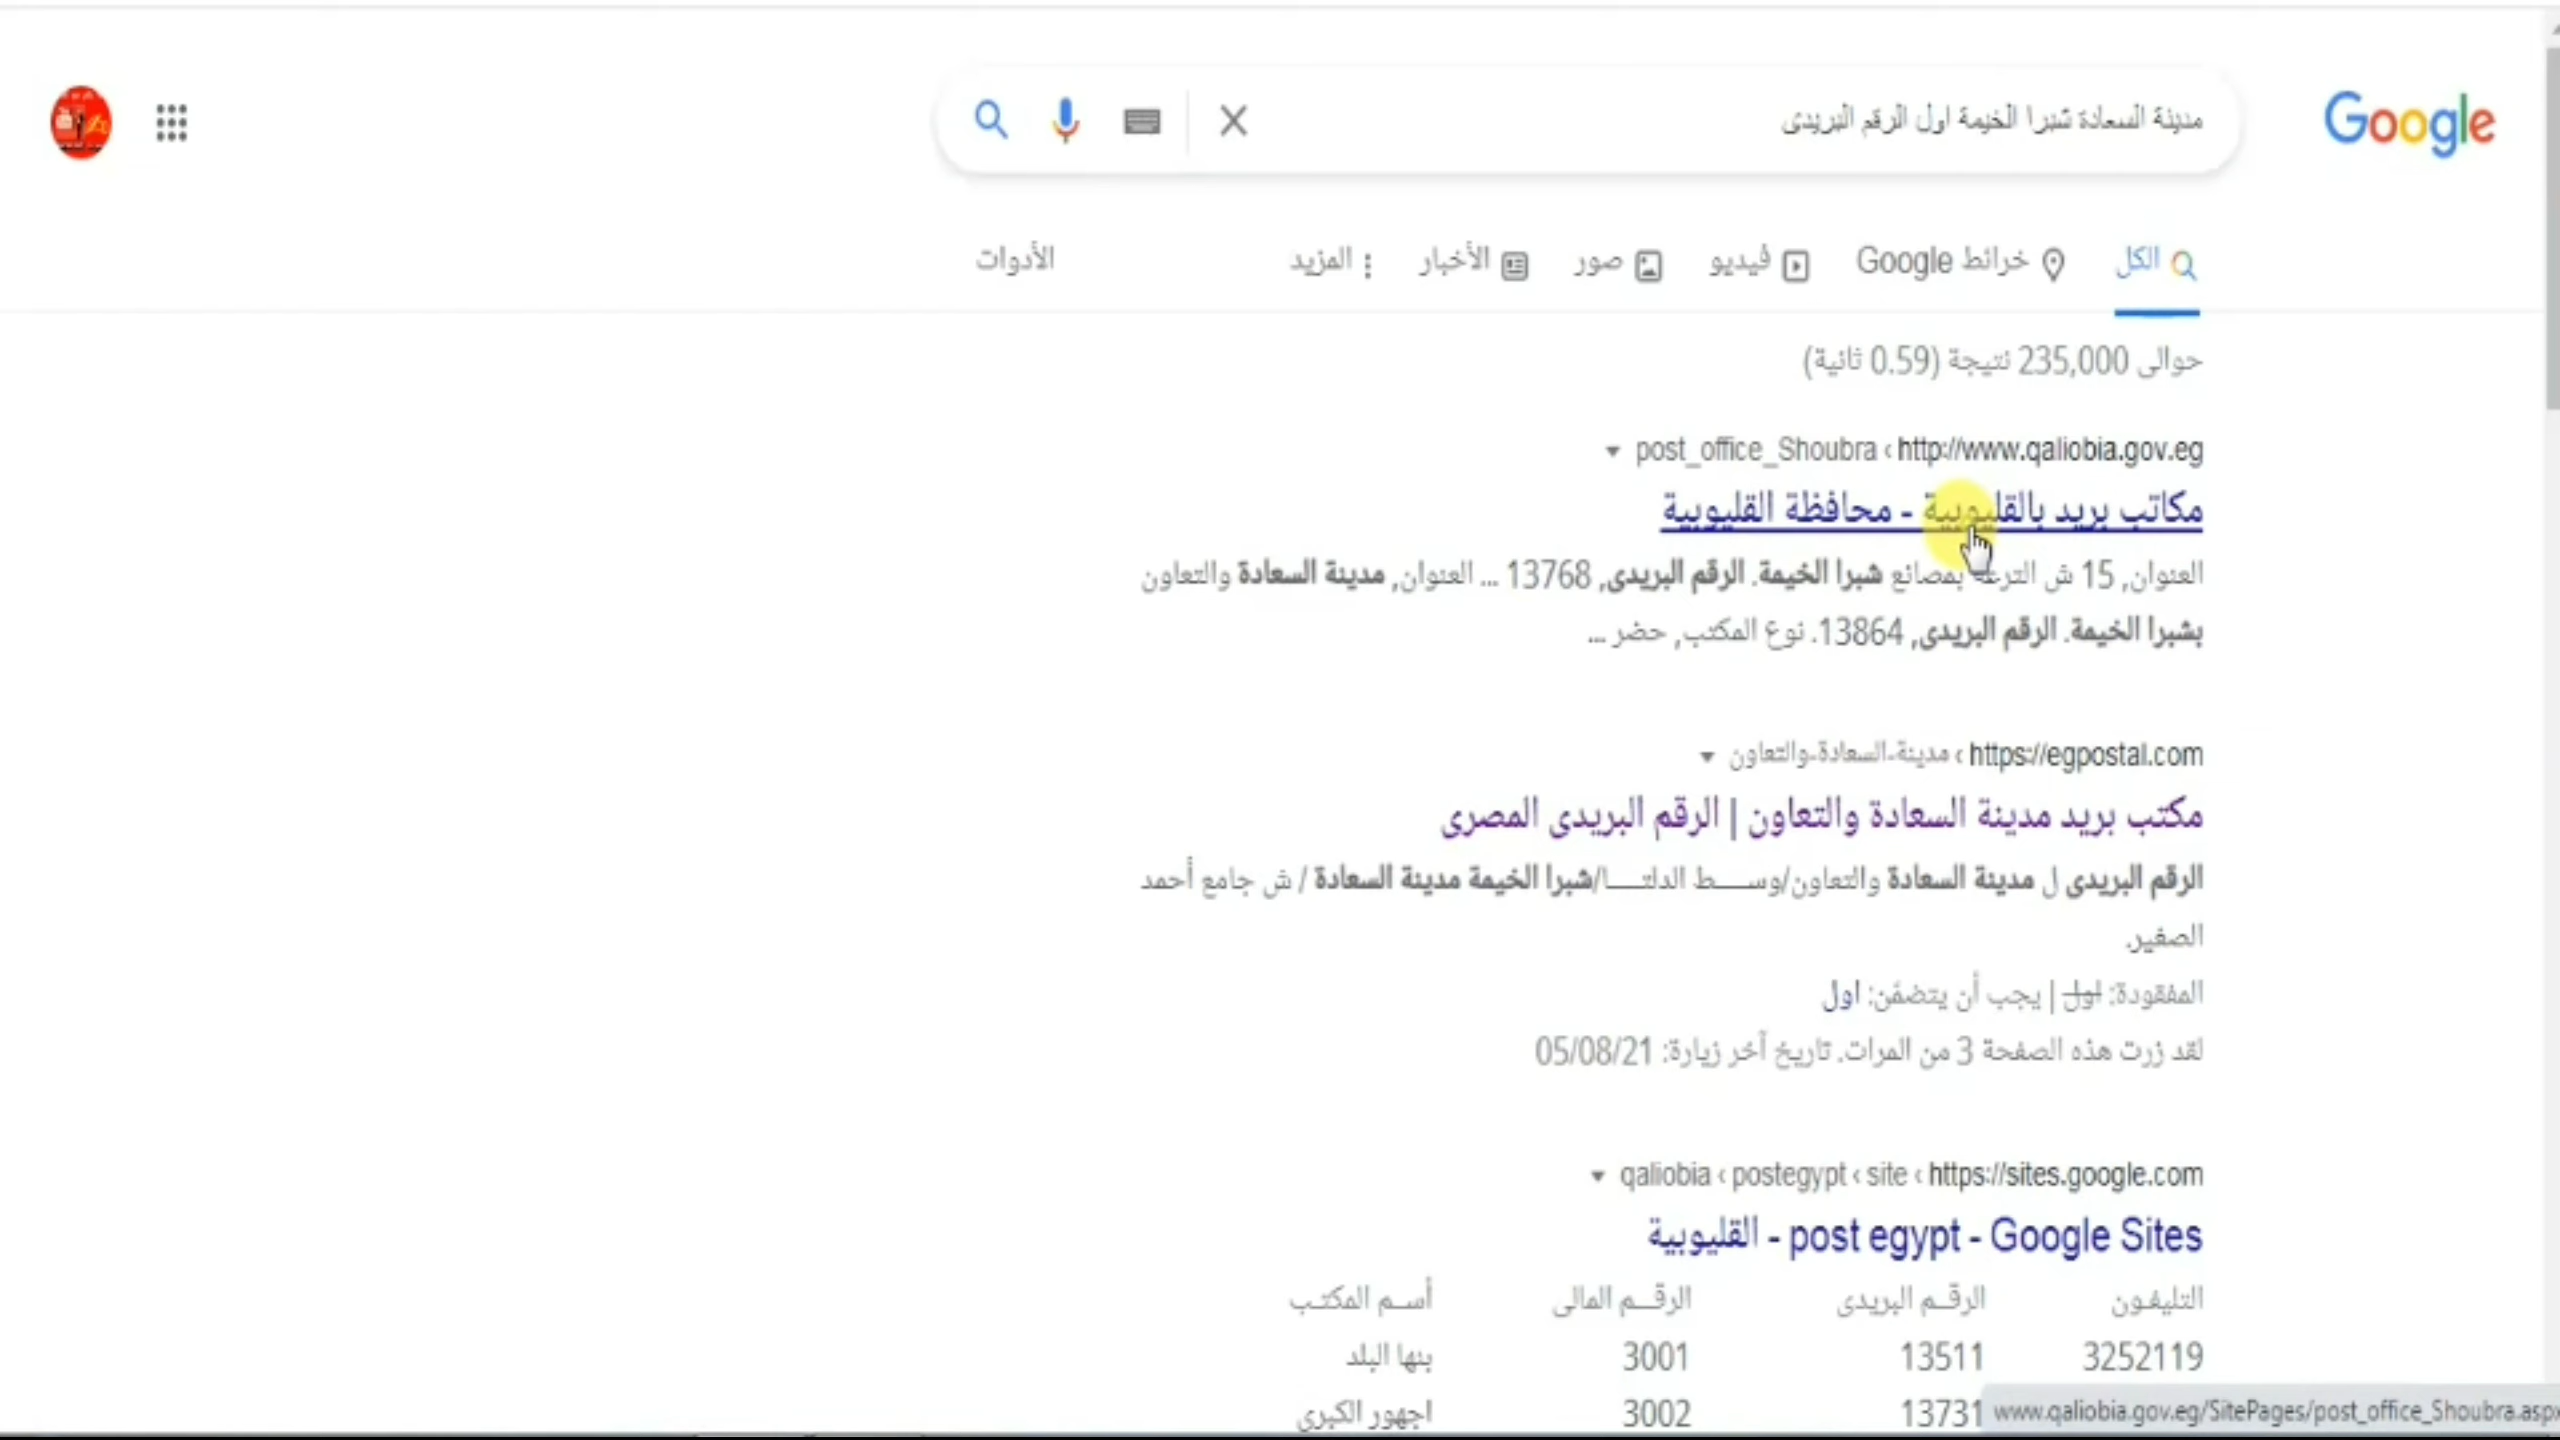 Google
مدينة السعادة شبرا الخيمة اول الرقم البريدى
الكل خرائط Google فيديو صور الأخبار المزيد الأدوات
حوالى 235,000 نتيجة (0.59 ثانية)
http://www.qaliobia.gov.eg › post_office_Shoubra
مكاتب بريد بالقليوبية - محافظة القليوبية
العنوان, 15 ش الترعة بمصانع شبرا الخيمة. الرقم البريدى, 13768 ... العنوان, مدينة السعادة والتعاون
بشبرا الخيمة. الرقم البريدى, 13864. نوع المكتب, حضر ...
https://egpostal.com › مدينة-السعادة-والتعاون
مكتب بريد مدينة السعادة والتعاون | الرقم البريدى المصرى
الرقم البريدى ل مدينة السعادة والتعاون/وســـط الدلتـــا/شبرا الخيمة مدينة السعادة / ش جامع أحمد
الصغير.
المفقودة: اول | يجب أن يتضمّن: اول
لقد زرت هذه الصفحة 3 من المرات. تاريخ آخر زيارة: 05/08/21
https://sites.google.com › site › postegypt › qaliobia
post egypt - Google Sites - القليوبية
التليفون الرقــم البريدى الرقــم المالى أســم المكتـب
3252119 13511 3001 بنها البلد
13731 3002 اجهور الكبرى
www.qaliobia.gov.eg/SitePages/post_office_Shoubra.aspx